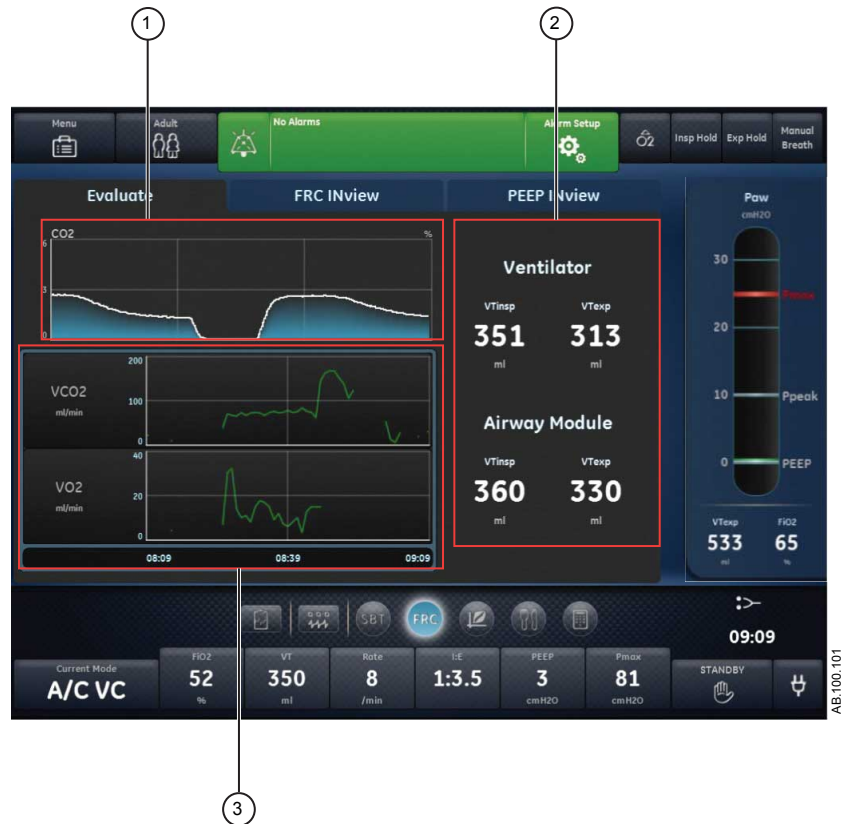 1
2
Menu
Adult
No Alarms
Alarm Setup
O2
Insp Hold
Exp Hold
Manual
Breath
Evaluate
FRC INview
PEEP INview
CO2
%
6
3
0
VCO2
ml/min
200
100
0
VO2
ml/min
40
20
0
08:09
08:39
09:09
Ventilator
VTinsp
VTexp
351
313
ml
ml
Airway Module
VTinsp
VTexp
360
330
ml
ml
Paw
cmH2O
30
Pmax
20
10
Ppeak
0
PEEP
VTexp
FiO2
533
65
ml
%
SBT
FRC
09:09
Current Mode
A/C VC
FiO2
52
%
VT
350
ml
Rate
8
/min
I:E
1:3.5
PEEP
3
cmH2O
Pmax
81
cmH2O
STANDBY
3
AB.100.101